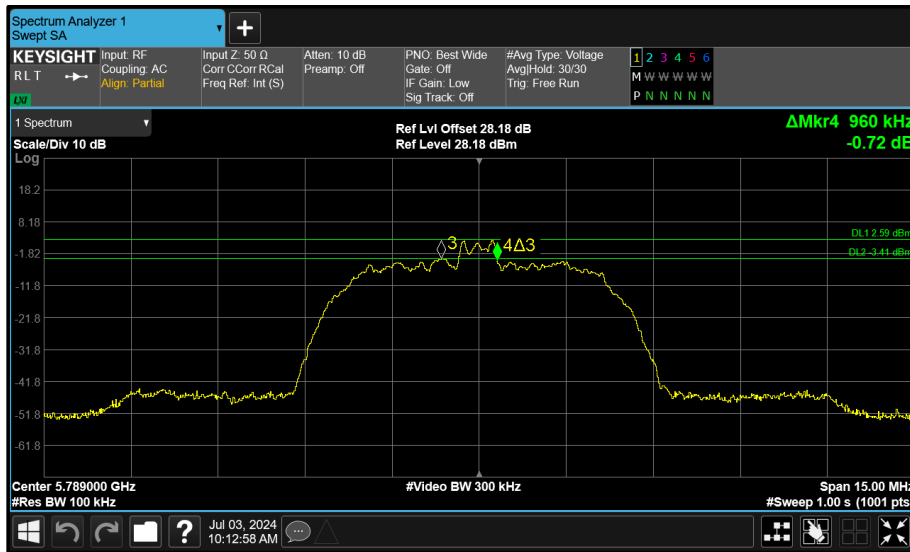 Spectrum Analyzer 1
Swept SA
+
KEYSIGHT
RLT
LXI
Input: RF
Coupling: AC
Align: Partial
Input Z: 50 Ω
Corr CCorr RCal
Freq Ref: Int (S)
Atten: 10 dB
Preamp: Off
PNO: Best Wide
Gate: Off
IF Gain: Low
Sig Track: Off
#Avg Type: Voltage
Avg|Hold: 30/30
Trig: Free Run
1 2 3 4 5 6
M W W W W W
P N N N N N
1 Spectrum
Scale/Div 10 dB
Ref Lvl Offset 28.18 dB
Ref Level 28.18 dBm
ΔMkr4 960 kHz
-0.72 dB
Log
18.2
8.18
-1.82
-11.8
-21.8
-31.8
-41.8
-51.8
-61.8
3
4Δ3
DL1 2.59 dBm
DL2 -3.41 dBm
Center 5.789000 GHz
#Video BW 300 kHz
Span 15.00 MHz
#Res BW 100 kHz
#Sweep 1.00 s (1001 pts
?
Jul 03, 2024
10:12:58 AM